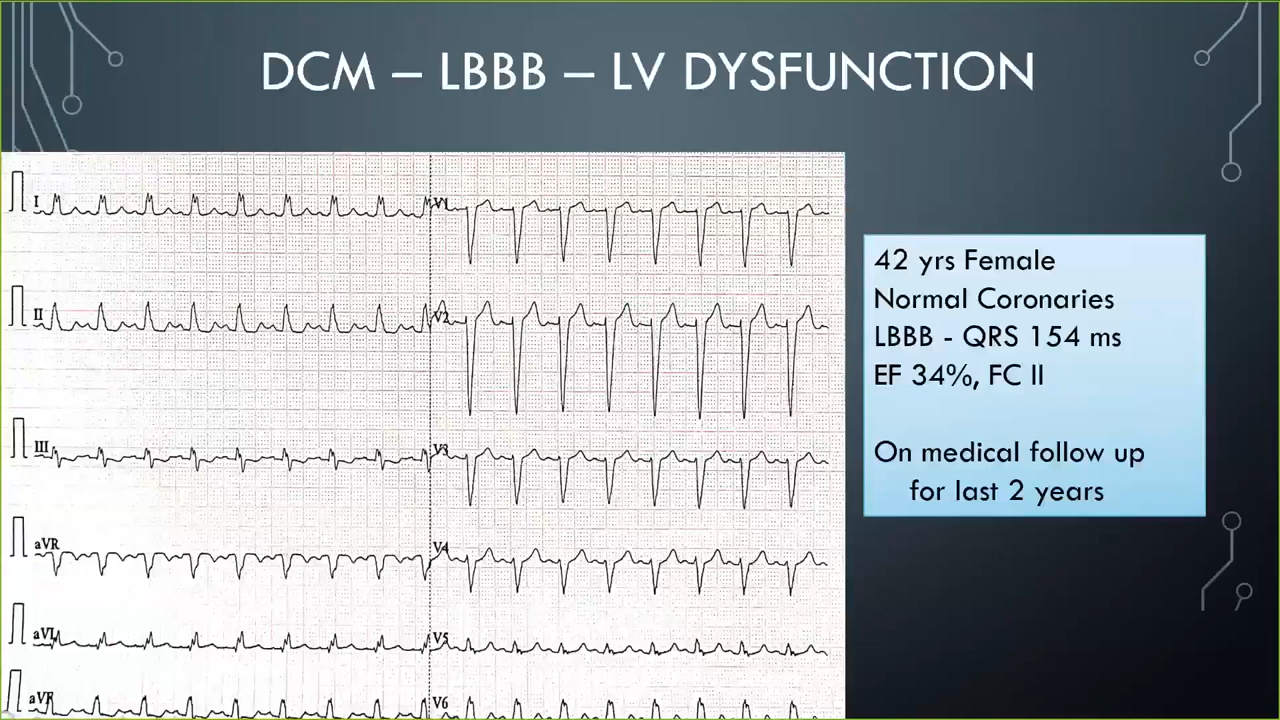 DCM – LBBB – LV DYSFUNCTION
I
V1
II
V2
III
V3
aVR
V4
aVL
V5
aVF
V6
42 yrs Female
Normal Coronaries
LBBB - QRS 154 ms
EF 34%, FC II
On medical follow up
for last 2 years